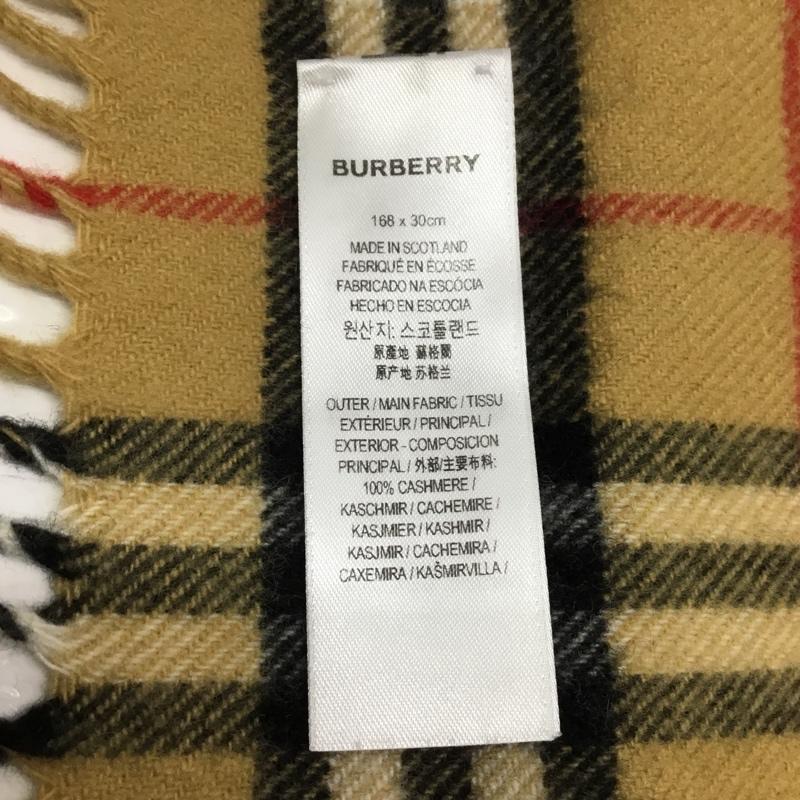 BURBERRY
168 x 30cm
MADE IN SCOTLAND
FABRIQUÉ EN ÉCOSSE
FABRICADO NA ESCÓCIA
HECHO EN ESCOCIA
원산지: 스코틀랜드
原產地 蘇格蘭
原产地 苏格兰
OUTER / MAIN FABRIC / TISSU
EXTÉRIEUR / PRINCIPAL /
EXTERIOR - COMPOSICION
PRINCIPAL / 外部/主要布料:
100% CASHMERE /
KASCHMIR / CACHEMIRE /
KASJMIER / KASHMIR /
KASJMIR / CACHEMIRA /
CAXEMIRA / KAŠMIRVILLA /